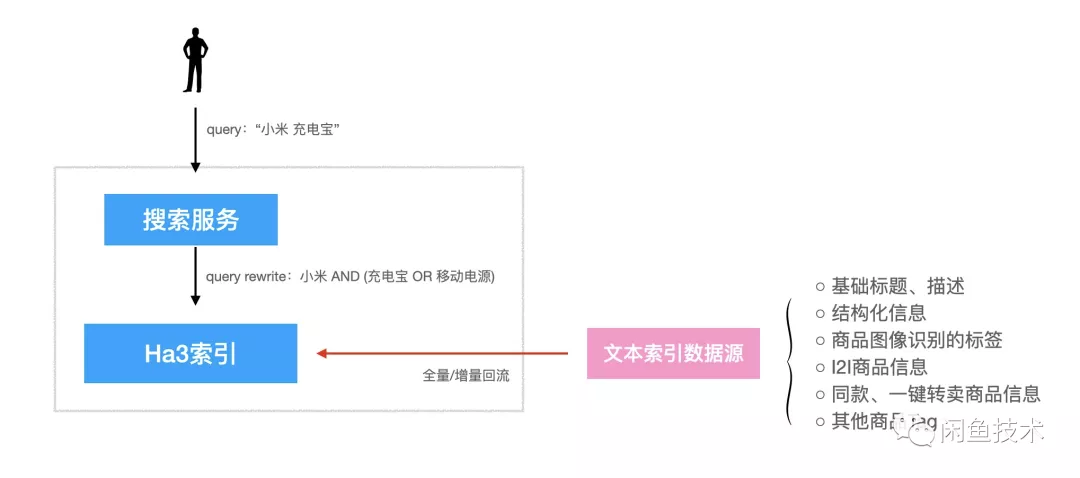 query：“小米 充电宝”
搜索服务
query rewrite：小米 AND (充电宝 OR 移动电源)
Ha3索引
全量/增量回流
文本索引数据源
○ 基础标题、描述
○ 结构化信息
○ 商品图像识别的标签
○ I2I商品信息
○ 同款、一键转卖商品信息
○ 其他商品 tag
闲鱼技术